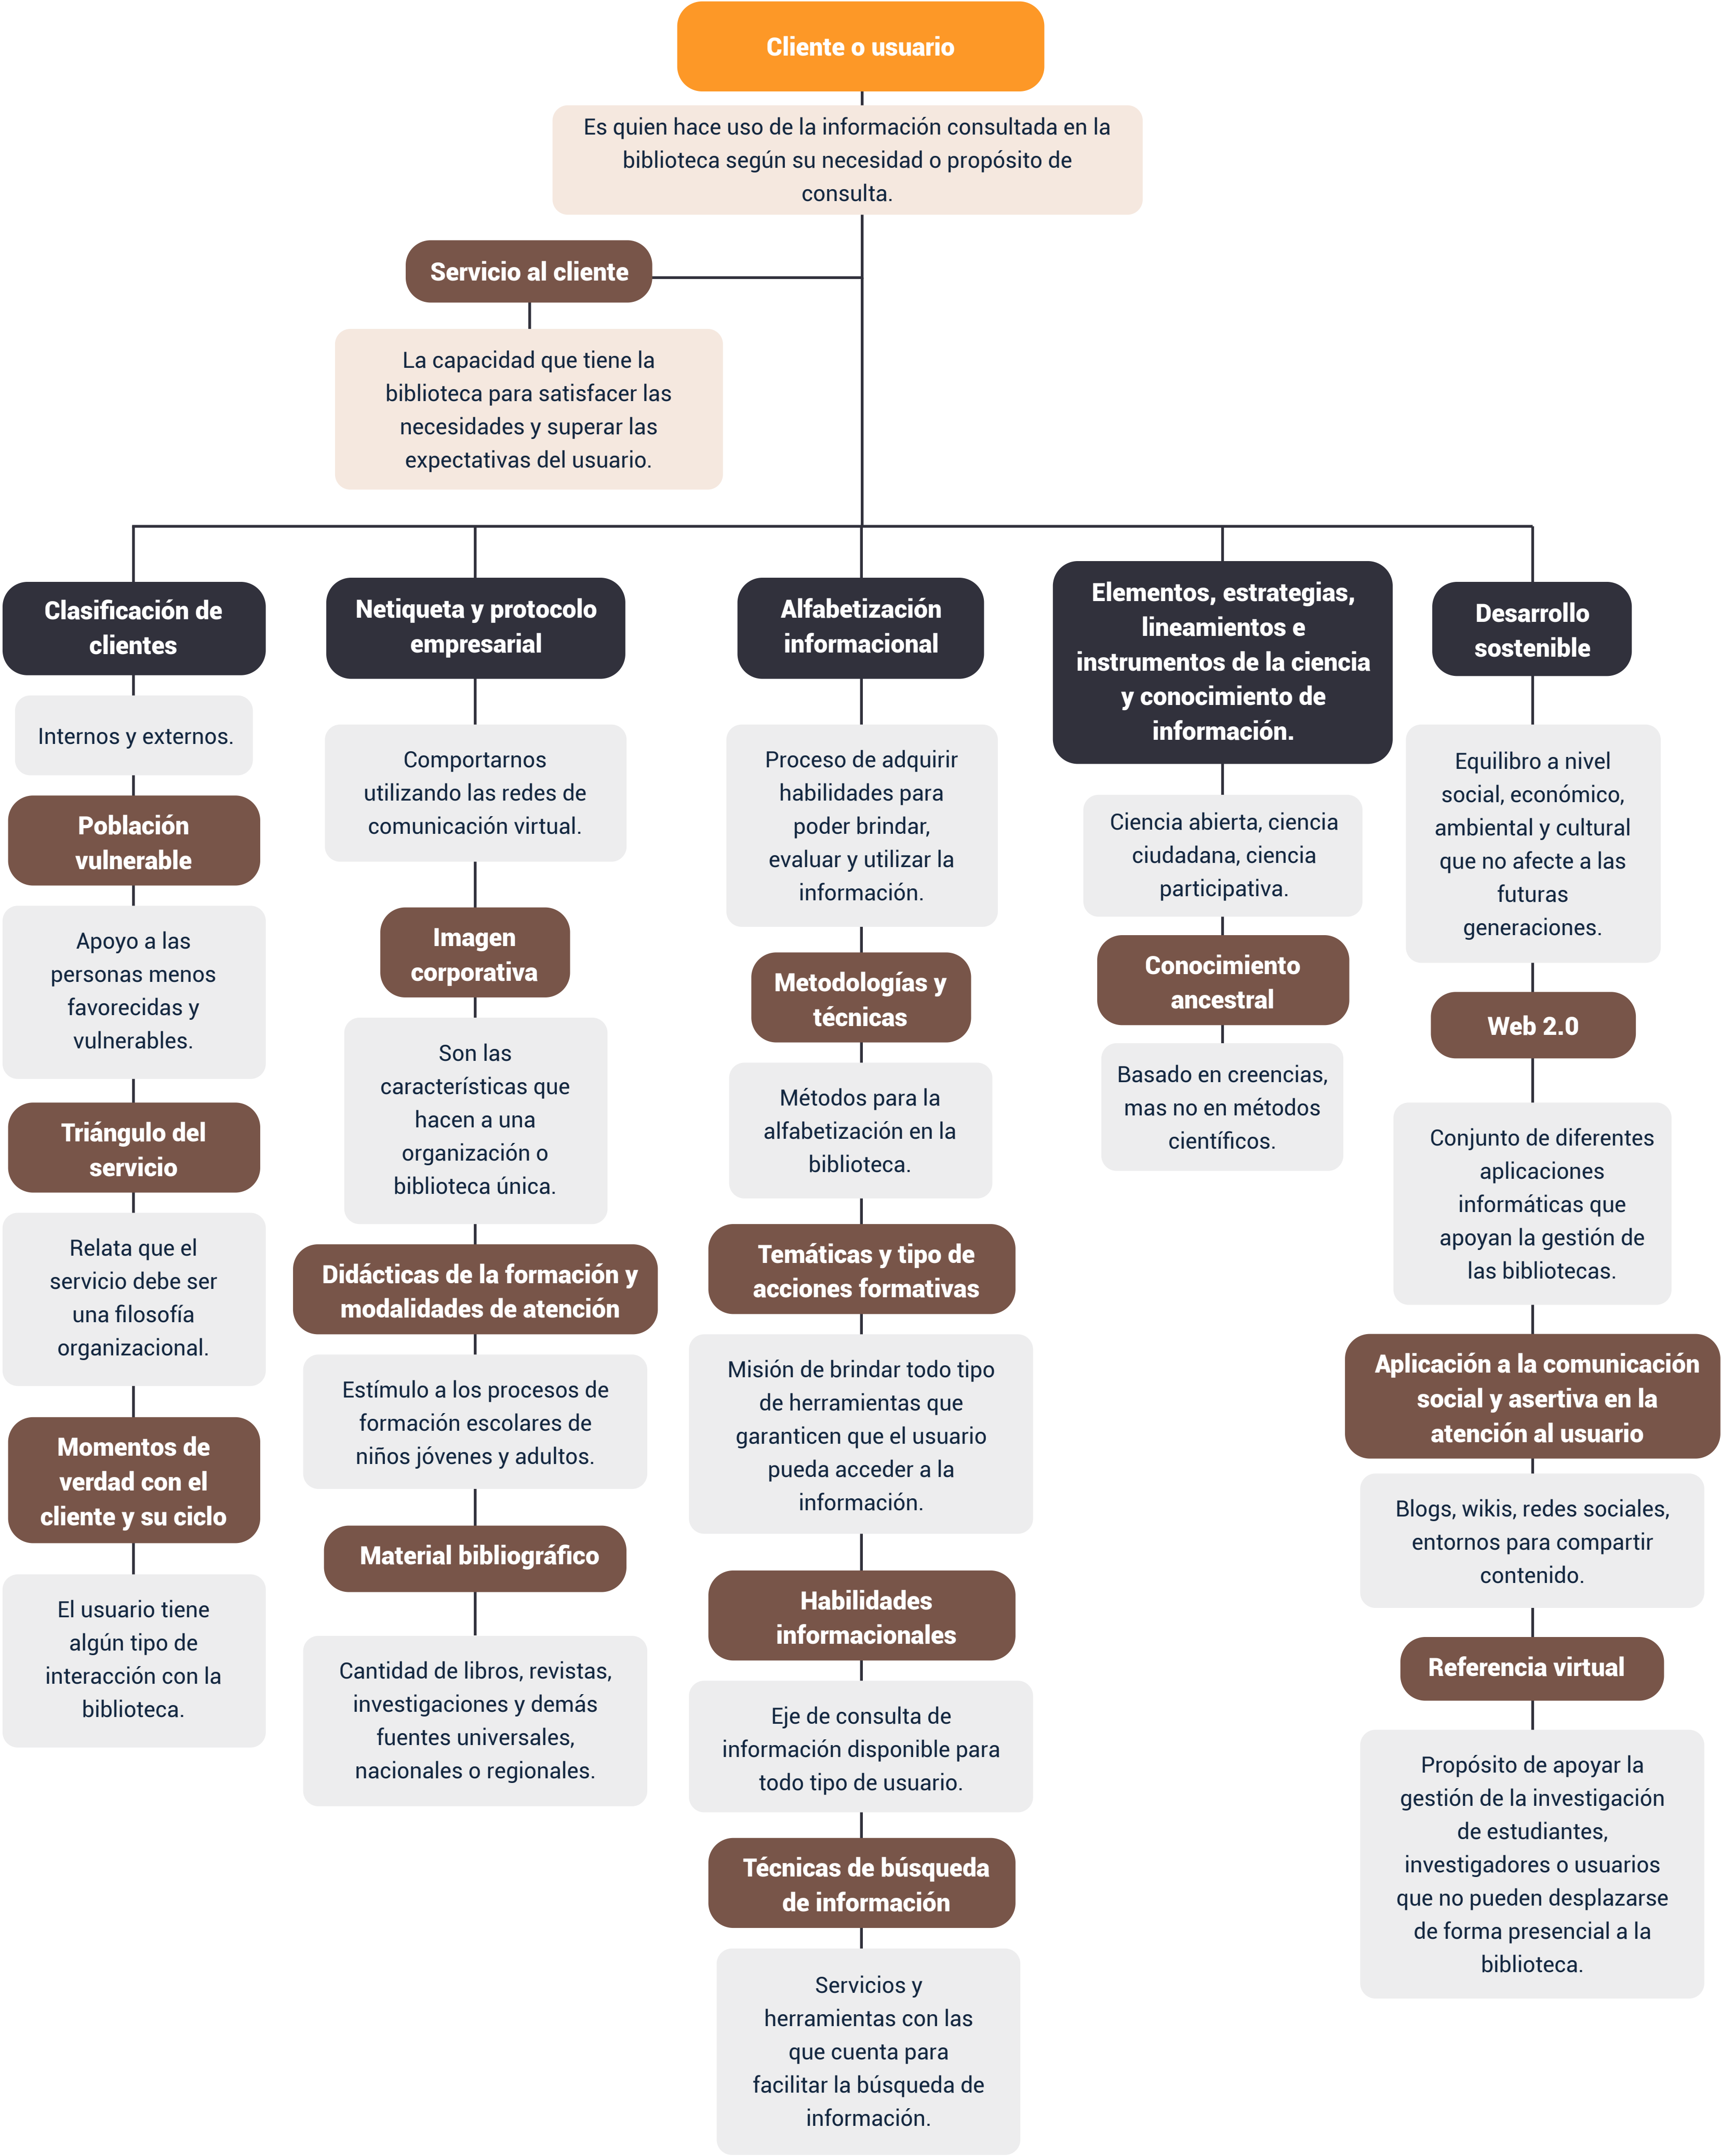 Cliente o usuario
Es quien hace uso de la información consultada en la
biblioteca según su necesidad o propósito de
consulta.
Servicio al cliente
La capacidad que tiene la
biblioteca para satisfacer las
necesidades y superar las
expectativas del usuario.
Clasificación de
clientes
Internos y externos.
Población
vulnerable
Apoyo a las
personas menos
favorecidas y
vulnerables.
Triángulo del
servicio
Relata que el
servicio debe ser
una filosofía
organizacional.
Momentos de
verdad con el
cliente y su ciclo
El usuario tiene
algún tipo de
interacción con la
biblioteca.
Netiqueta y protocolo
empresarial
Comportarnos
utilizando las redes de
comunicación virtual.
Imagen
corporativa
Son las
características que
hacen a una
organización o
biblioteca única.
Didácticas de la formación y
modalidades de atención
Estímulo a los procesos de
formación escolares de
niños jóvenes y adultos.
Material bibliográfico
Cantidad de libros, revistas,
investigaciones y demás
fuentes universales,
nacionales o regionales.
Alfabetización
informacional
Proceso de adquirir
habilidades para
poder brindar,
evaluar y utilizar la
información.
Metodologías y
técnicas
Métodos para la
alfabetización en la
biblioteca.
Temáticas y tipo de
acciones formativas
Misión de brindar todo tipo
de herramientas que
garanticen que el usuario
pueda acceder a la
información.
Habilidades
informacionales
Eje de consulta de
información disponible para
todo tipo de usuario.
Técnicas de búsqueda
de información
Servicios y
herramientas con las
que cuenta para
facilitar la búsqueda de
información.
Elementos, estrategias,
lineamientos e
instrumentos de la ciencia
y conocimiento de
información.
Ciencia abierta, ciencia
ciudadana, ciencia
participativa.
Conocimiento
ancestral
Basado en creencias,
mas no en métodos
científicos.
Desarrollo
sostenible
Equilibro a nivel
social, económico,
ambiental y cultural
que no afecte a las
futuras
generaciones.
Web 2.0
Conjunto de diferentes
aplicaciones
informáticas que
apoyan la gestión de
las bibliotecas.
Aplicación a la comunicación
social y asertiva en la
atención al usuario
Blogs, wikis, redes sociales,
entornos para compartir
contenido.
Referencia virtual
Propósito de apoyar la
gestión de la investigación
de estudiantes,
investigadores o usuarios
que no pueden desplazarse
de forma presencial a la
biblioteca.